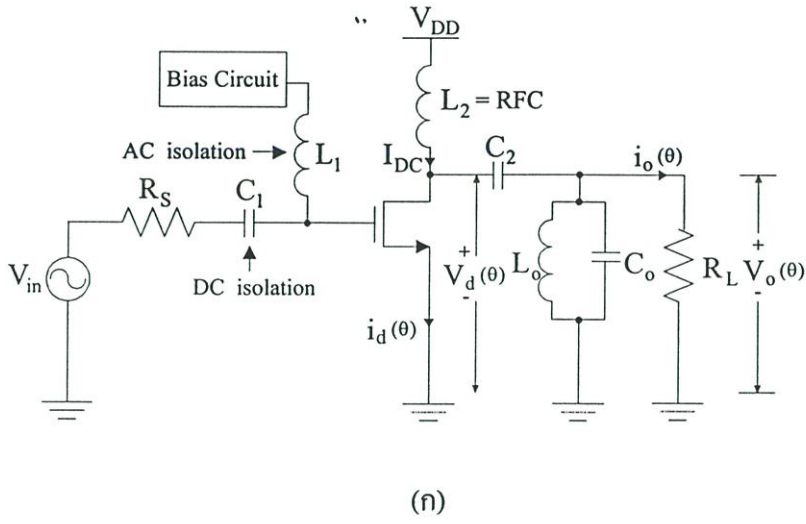 V_DD
Bias Circuit
L_2 = RFC
AC isolation
L_1
I_DC
C_2
i_o(θ)
R_S
C_1
V_in
DC isolation
+
V_d(θ)
-
L_o
C_o
R_L
+
V_o(θ)
-
i_d(θ)
(ก)